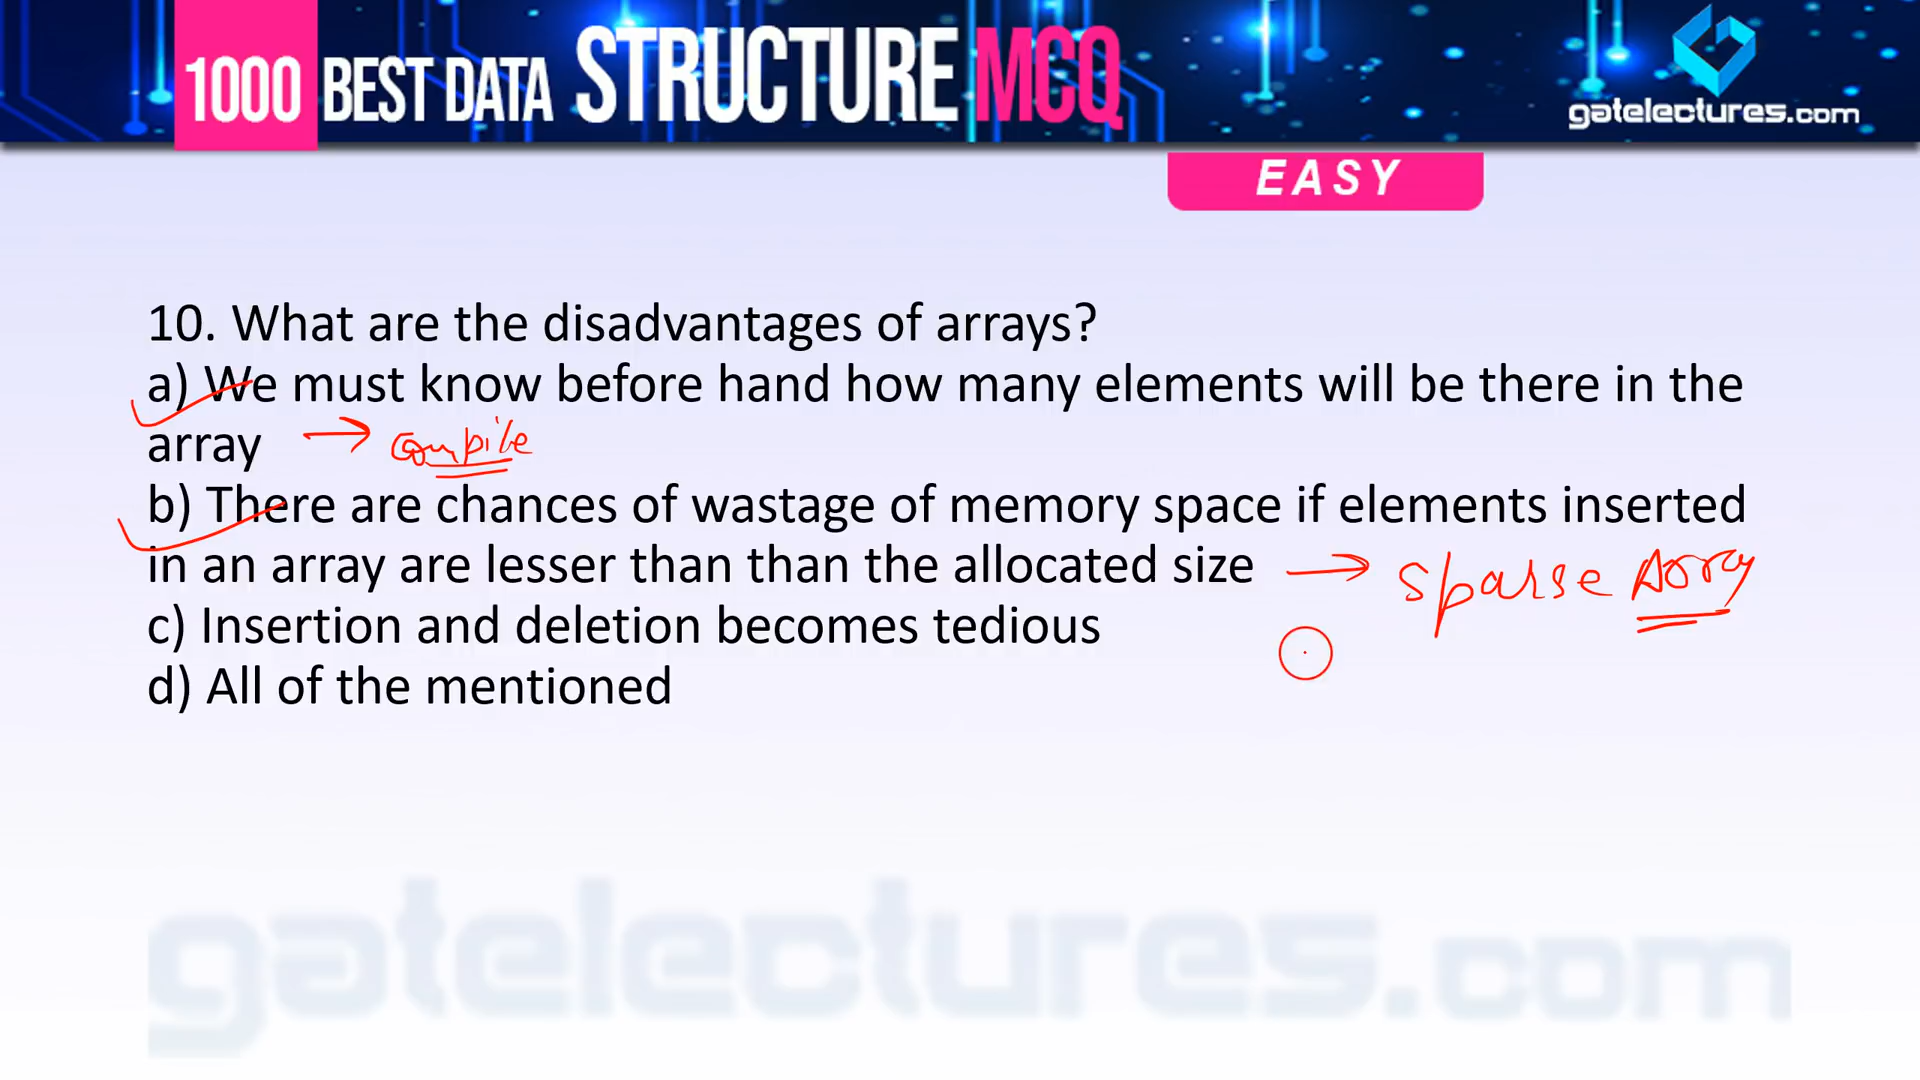 1000 BEST DATA STRUCTURE MCQ
gatelectures.com
EASY
10. What are the disadvantages of arrays?
a) We must know before hand how many elements will be there in the
array → compile
b) There are chances of wastage of memory space if elements inserted
in an array are lesser than than the allocated size → sparse Array
c) Insertion and deletion becomes tedious
d) All of the mentioned
gatelectures.com